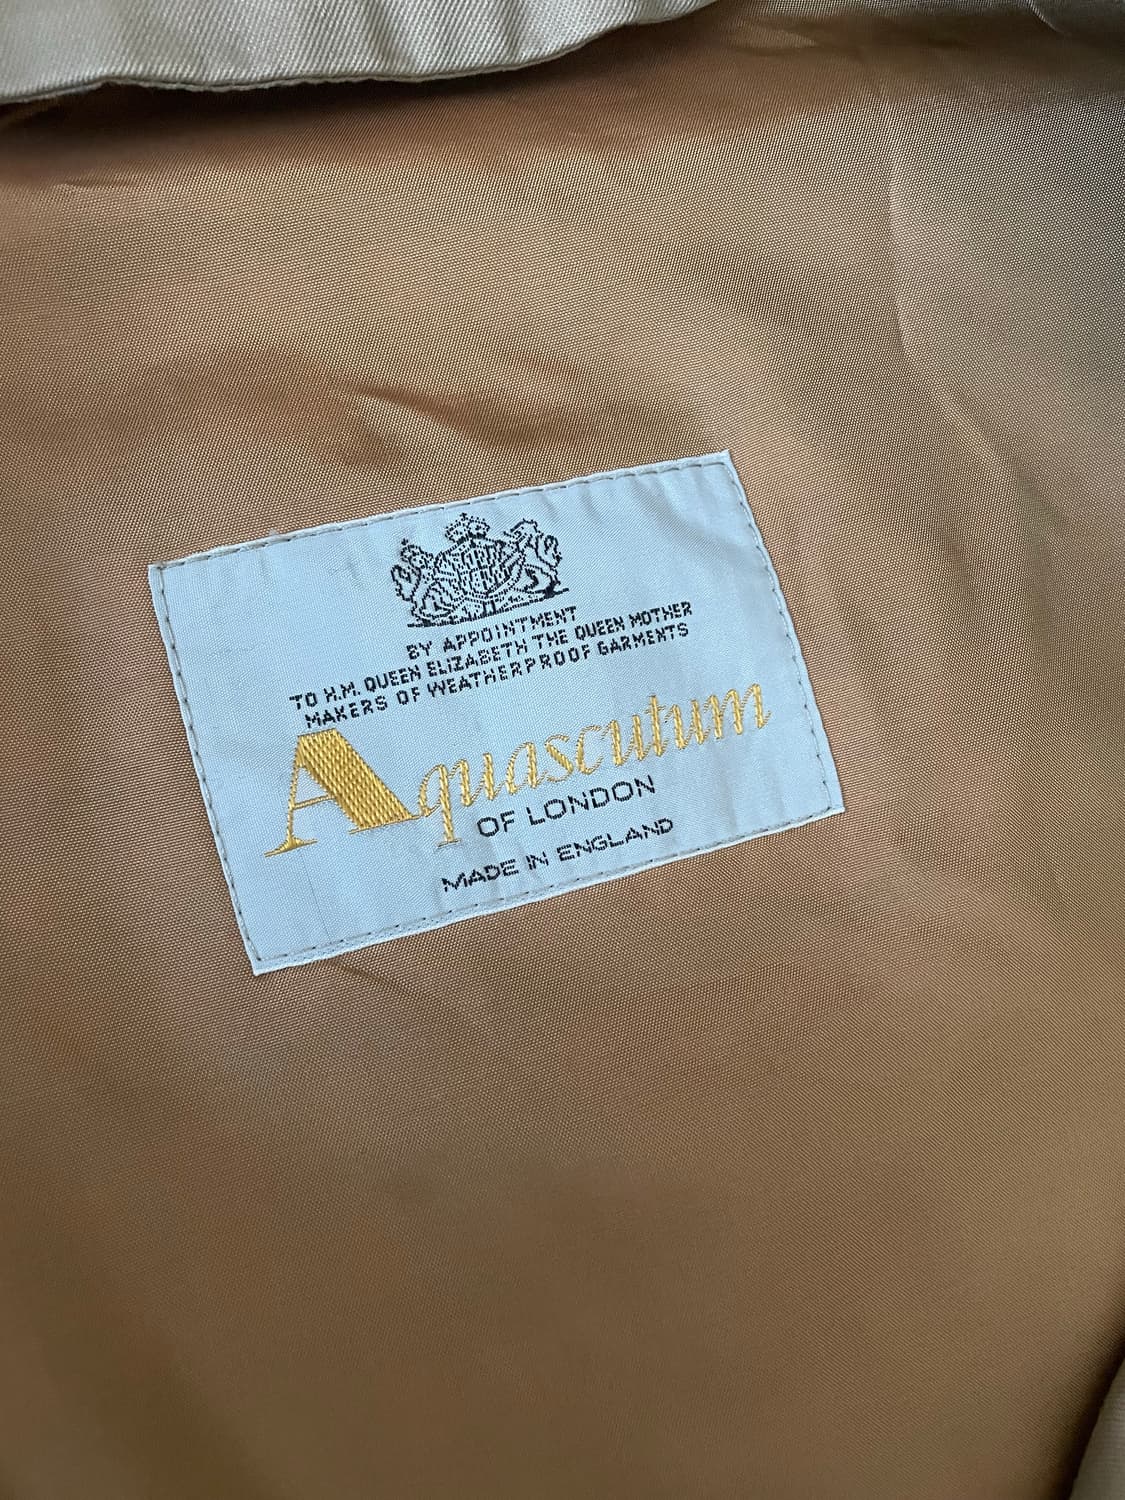 BY APPOINTMENT
TO H.M. QUEEN ELIZABETH THE QUEEN MOTHER
MAKERS OF WEATHERPROOF GARMENTS
Aquascutum
OF LONDON
MADE IN ENGLAND